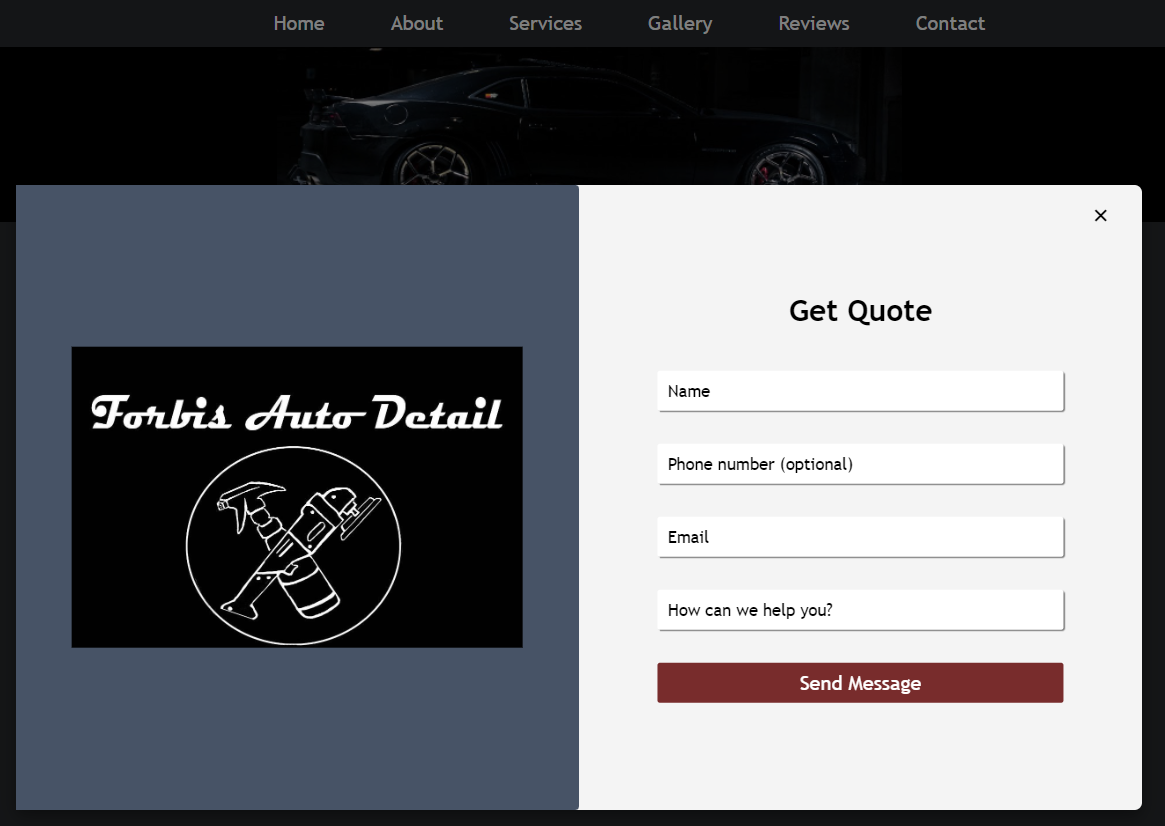 Home About Services Gallery Reviews Contact
Forbis Auto Detail
Get Quote
Name
Phone number (optional)
Email
How can we help you?
Send Message